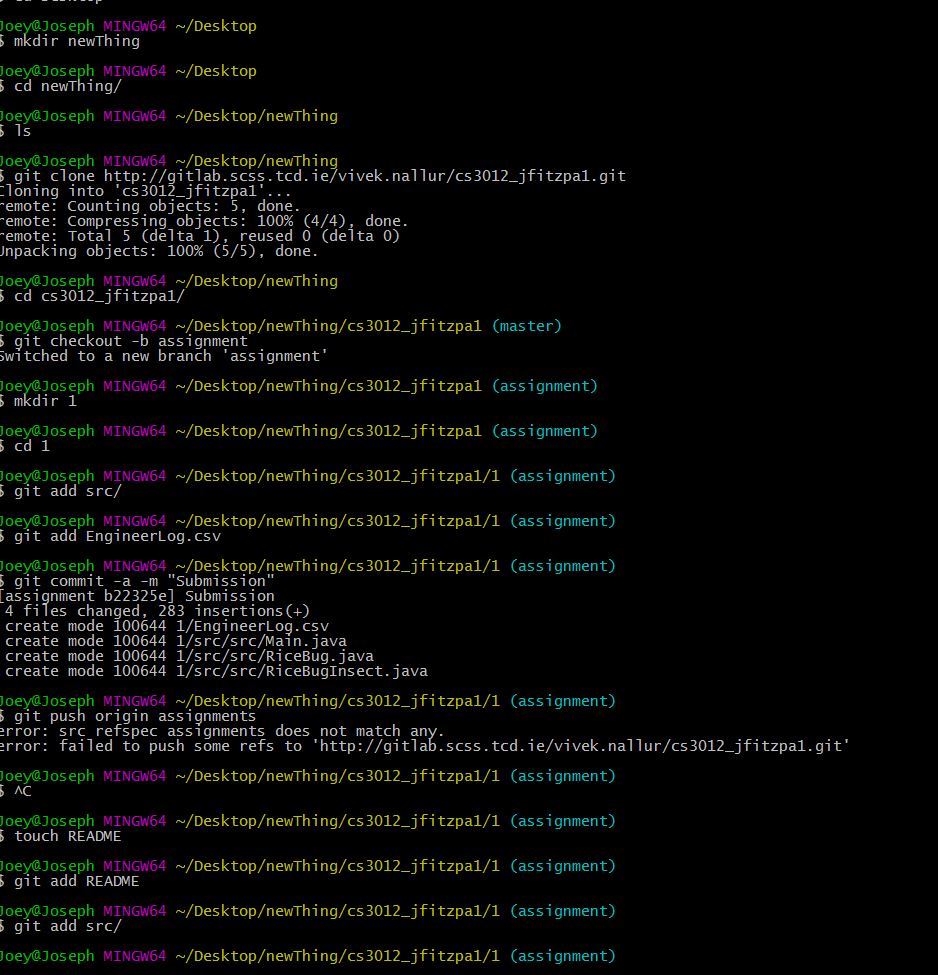 Joey@Joseph MINGW64 ~/Desktop
$ mkdir newThing
Joey@Joseph MINGW64 ~/Desktop
$ cd newThing/
Joey@Joseph MINGW64 ~/Desktop/newThing
$ ls
Joey@Joseph MINGW64 ~/Desktop/newThing
$ git clone http://gitlab.scss.tcd.ie/vivek.nallur/cs3012_jfitzpa1.git
Cloning into 'cs3012_jfitzpa1'...
remote: Counting objects: 5, done.
remote: Compressing objects: 100% (4/4), done.
remote: Total 5 (delta 1), reused 0 (delta 0)
Unpacking objects: 100% (5/5), done.
Joey@Joseph MINGW64 ~/Desktop/newThing
$ cd cs3012_jfitzpa1/
Joey@Joseph MINGW64 ~/Desktop/newThing/cs3012_jfitzpa1 (master)
$ git checkout -b assignment
Switched to a new branch 'assignment'
Joey@Joseph MINGW64 ~/Desktop/newThing/cs3012_jfitzpa1 (assignment)
$ mkdir 1
Joey@Joseph MINGW64 ~/Desktop/newThing/cs3012_jfitzpa1 (assignment)
$ cd 1
Joey@Joseph MINGW64 ~/Desktop/newThing/cs3012_jfitzpa1/1 (assignment)
$ git add src/
Joey@Joseph MINGW64 ~/Desktop/newThing/cs3012_jfitzpa1/1 (assignment)
$ git add EngineerLog.csv
Joey@Joseph MINGW64 ~/Desktop/newThing/cs3012_jfitzpa1/1 (assignment)
$ git commit -a -m "Submission"
[assignment b22325e] Submission
4 files changed, 283 insertions(+)
create mode 100644 1/EngineerLog.csv
create mode 100644 1/src/src/Main.java
create mode 100644 1/src/src/RiceBug.java
create mode 100644 1/src/src/RiceBugInsect.java
Joey@Joseph MINGW64 ~/Desktop/newThing/cs3012_jfitzpa1/1 (assignment)
$ git push origin assignments
error: src refspec assignments does not match any.
error: failed to push some refs to 'http://gitlab.scss.tcd.ie/vivek.nallur/cs3012_jfitzpa1.git'
Joey@Joseph MINGW64 ~/Desktop/newThing/cs3012_jfitzpa1/1 (assignment)
$ ^C
Joey@Joseph MINGW64 ~/Desktop/newThing/cs3012_jfitzpa1/1 (assignment)
$ touch README
Joey@Joseph MINGW64 ~/Desktop/newThing/cs3012_jfitzpa1/1 (assignment)
$ git add README
Joey@Joseph MINGW64 ~/Desktop/newThing/cs3012_jfitzpa1/1 (assignment)
$ git add src/
Joey@Joseph MINGW64 ~/Desktop/newThing/cs3012_jfitzpa1/1 (assignment)